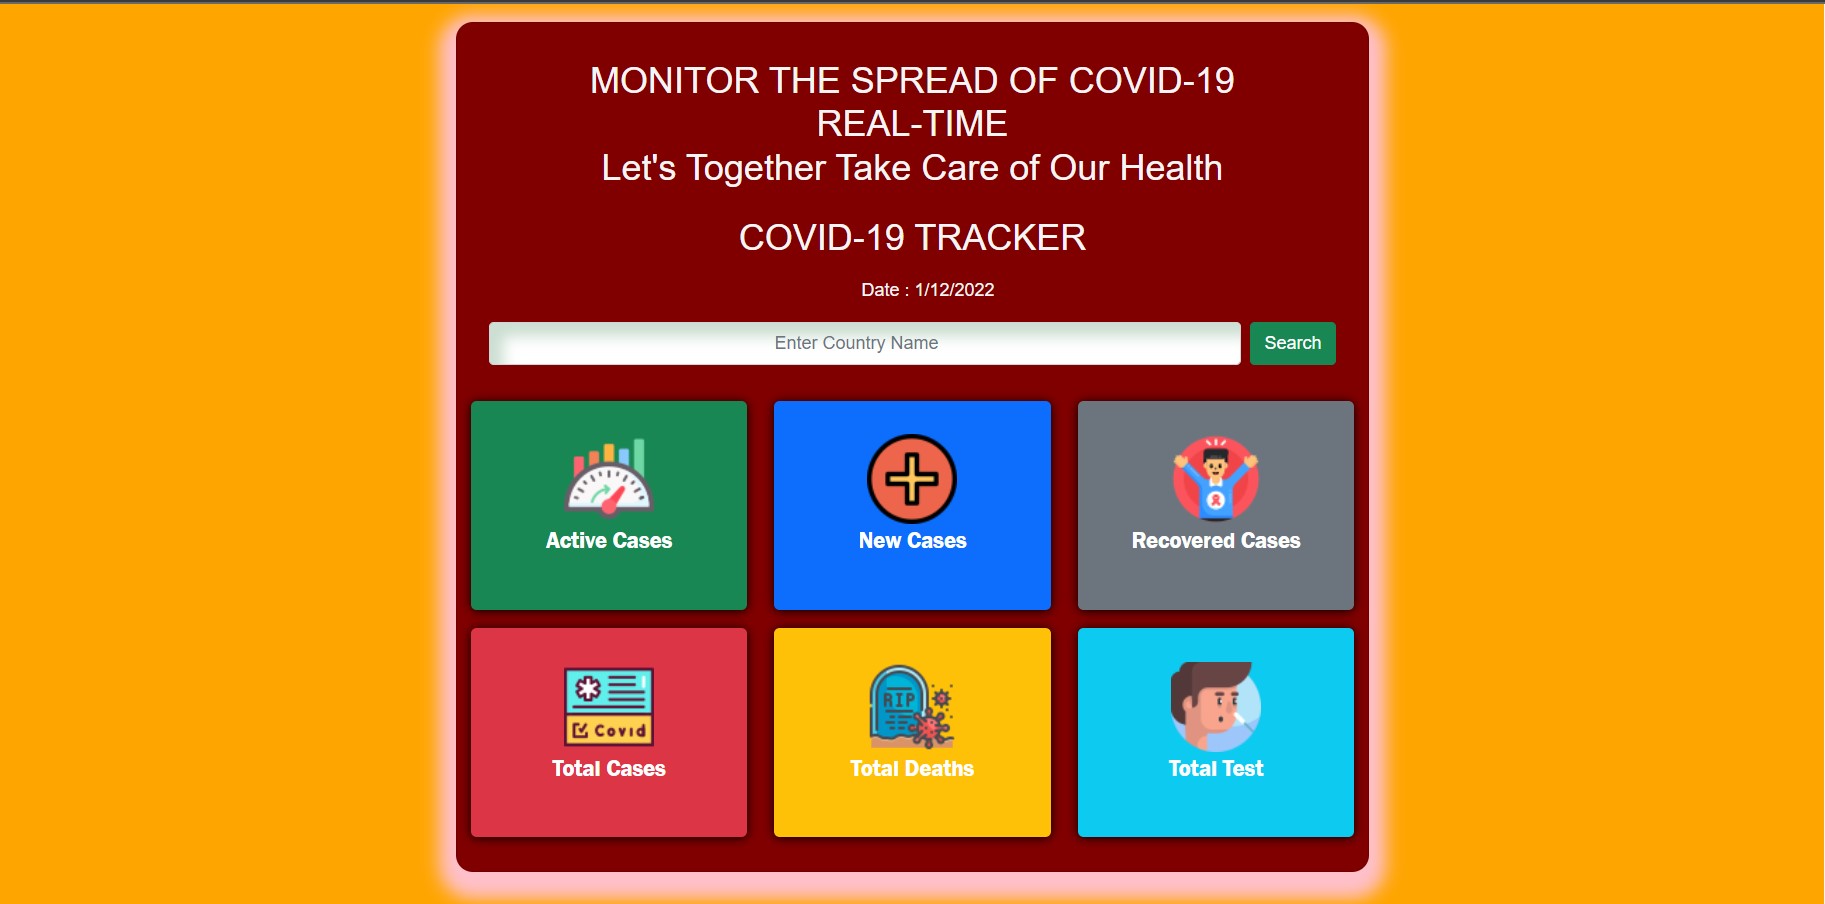 MONITOR THE SPREAD OF COVID-19
REAL-TIME
Let's Together Take Care of Our Health
COVID-19 TRACKER
Date : 1/12/2022
Enter Country Name
Search
Active Cases
New Cases
Recovered Cases
Covid
Total Cases
RIP
Total Deaths
Total Test